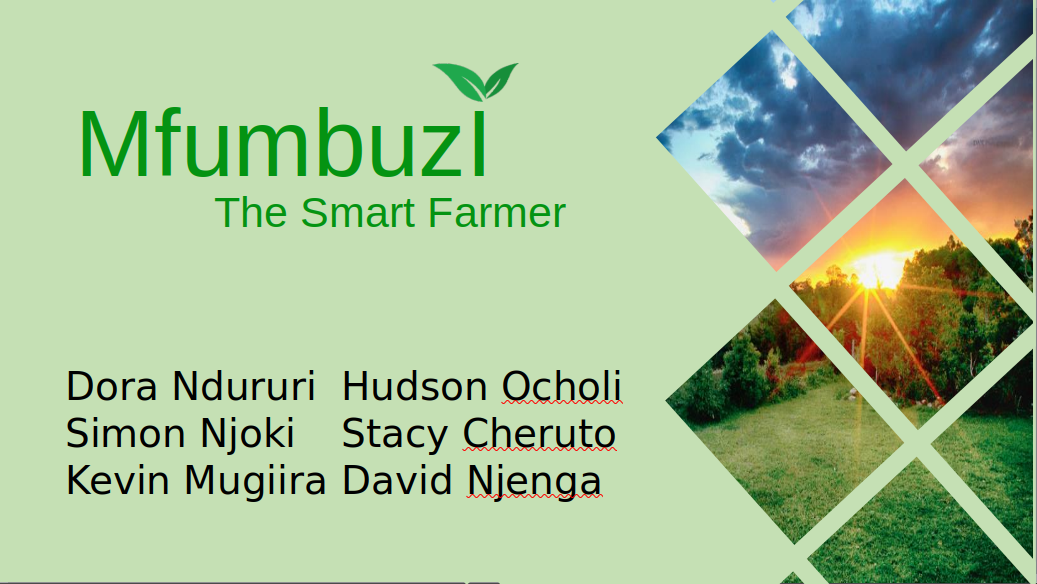 MfumbuzI
The Smart Farmer
Dora Ndururi Hudson Ocholi
Simon Njoki Stacy Cheruto
Kevin Mugiira David Njenga